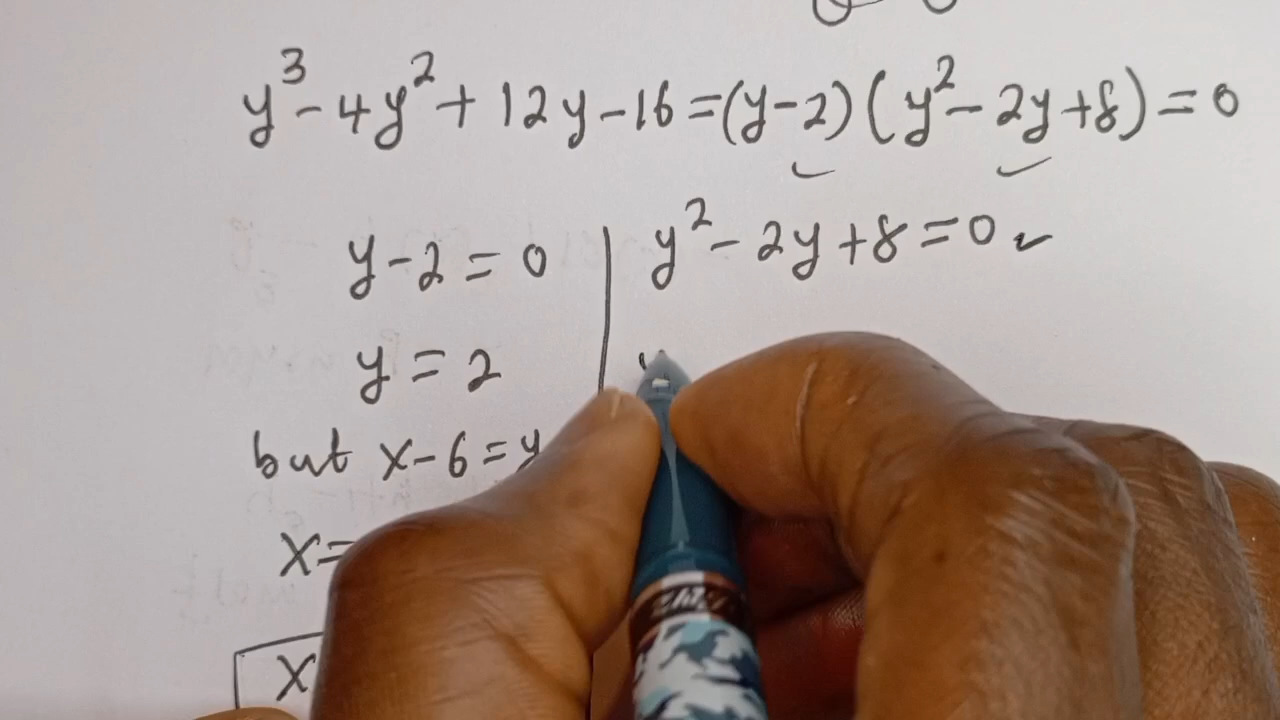 y³-4y²+12y-16=(y-2)(y²-2y+8)=0
y-2=0 | y²-2y+8=0
y=2
but x-6=y
x=
x